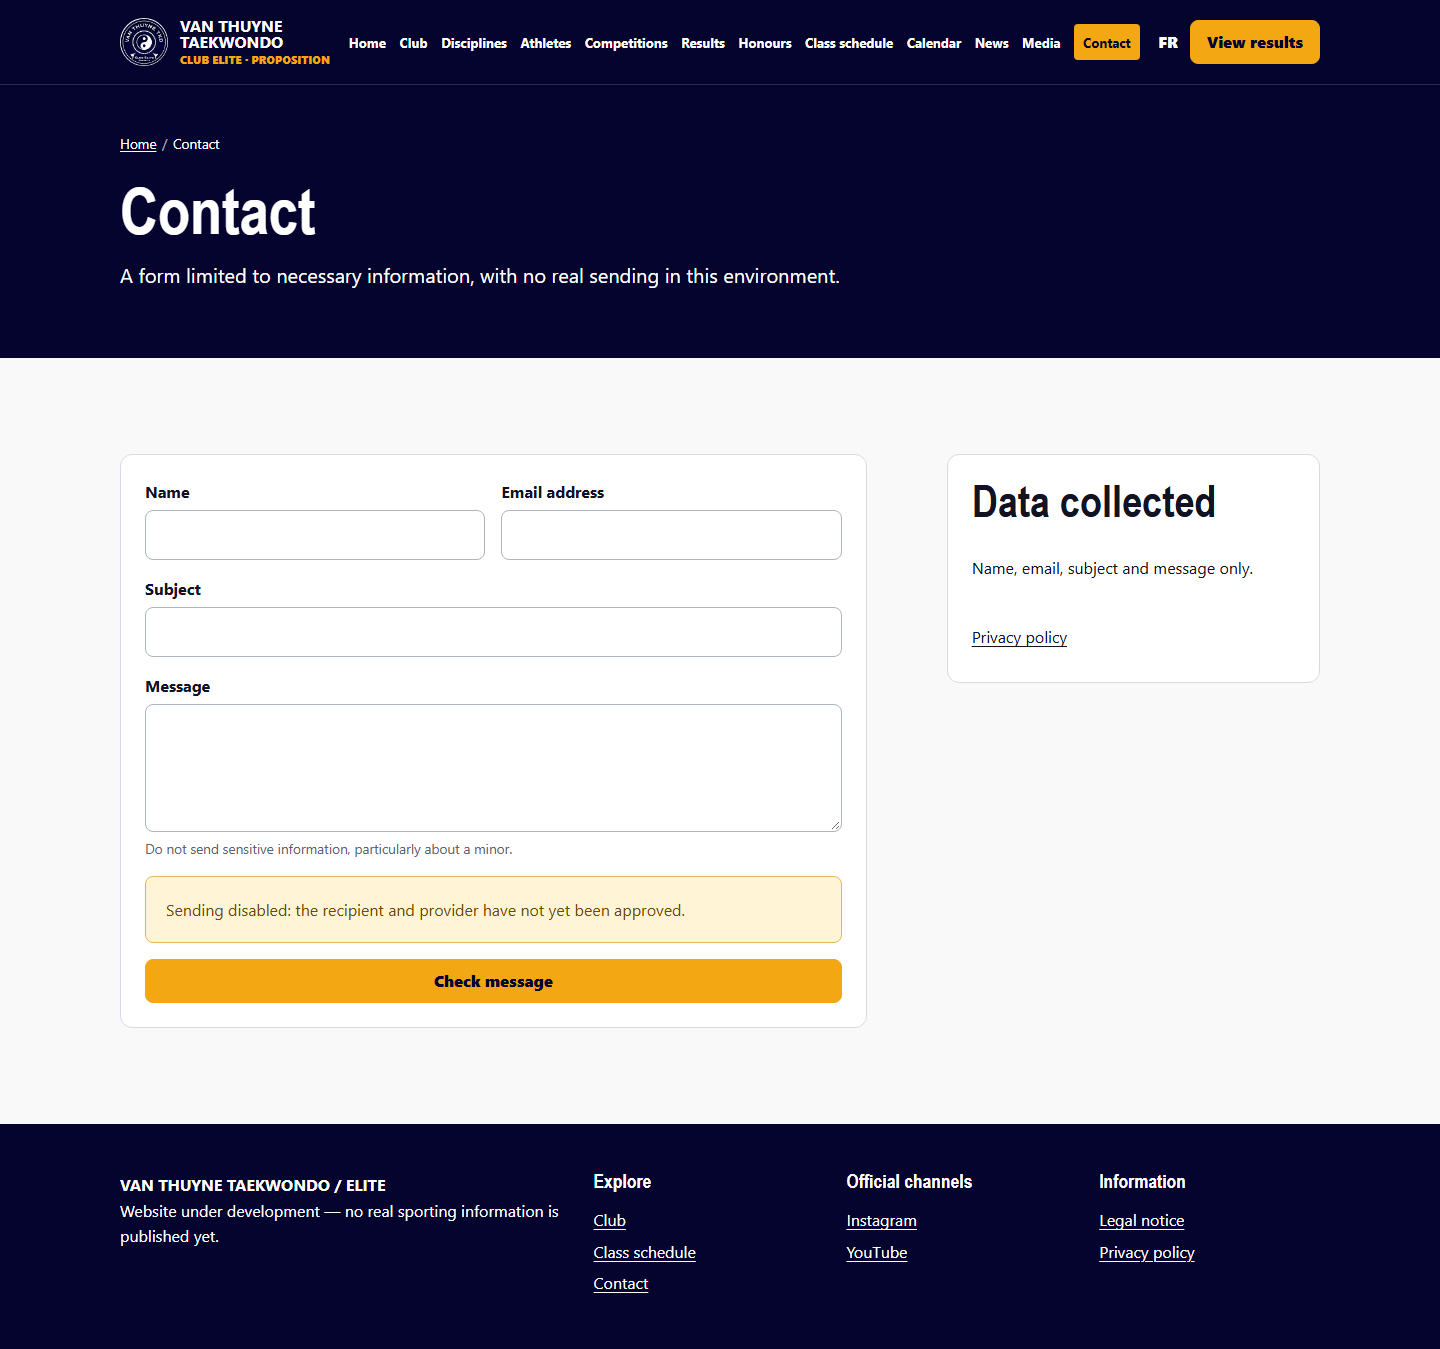 VAN THUYNE
TAEKWONDO
CLUB ELITE · PROPOSITION
Home Club Disciplines Athletes Competitions Results Honours Class schedule Calendar News Media Contact FR View results
Home / Contact
Contact
A form limited to necessary information, with no real sending in this environment.
Name Email address
Subject
Message
Do not send sensitive information, particularly about a minor.
Sending disabled: the recipient and provider have not yet been approved.
Check message
Data collected
Name, email, subject and message only.
Privacy policy
VAN THUYNE TAEKWONDO / ELITE
Website under development — no real sporting information is
published yet.
Explore
Club
Class schedule
Contact
Official channels
Instagram
YouTube
Information
Legal notice
Privacy policy